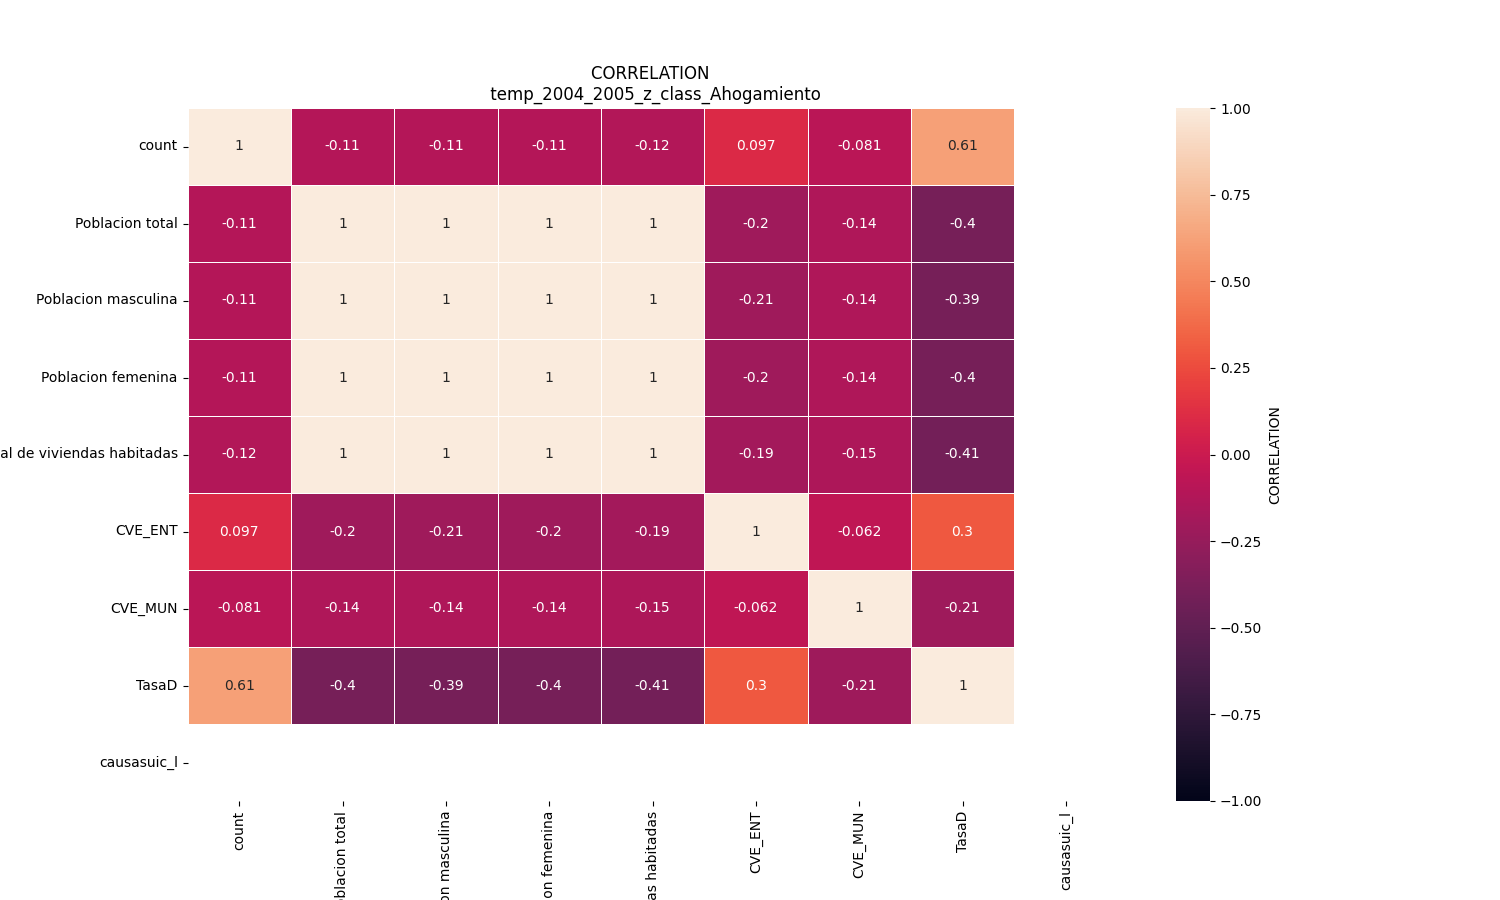 CORRELATION
temp_2004_2005_z_class_Ahogamiento
count 1 -0.11 -0.11 -0.11 -0.12 0.097 -0.081 0.61
Poblacion total -0.11 1 1 1 1 -0.2 -0.14 -0.4
Poblacion masculina -0.11 1 1 1 1 -0.21 -0.14 -0.39
Poblacion femenina -0.11 1 1 1 1 -0.2 -0.14 -0.4
al de viviendas habitadas -0.12 1 1 1 1 -0.19 -0.15 -0.41
CVE_ENT 0.097 -0.2 -0.21 -0.2 -0.19 1 -0.062 0.3
CVE_MUN -0.081 -0.14 -0.14 -0.14 -0.15 -0.062 1 -0.21
TasaD 0.61 -0.4 -0.39 -0.4 -0.41 0.3 -0.21 1
causasuic_l
count
oblacion total
on masculina
on femenina
as habitadas
CVE_ENT
CVE_MUN
TasaD
causasuic_l
1.00
0.75
0.50
0.25
0.00
−0.25
−0.50
−0.75
−1.00
CORRELATION